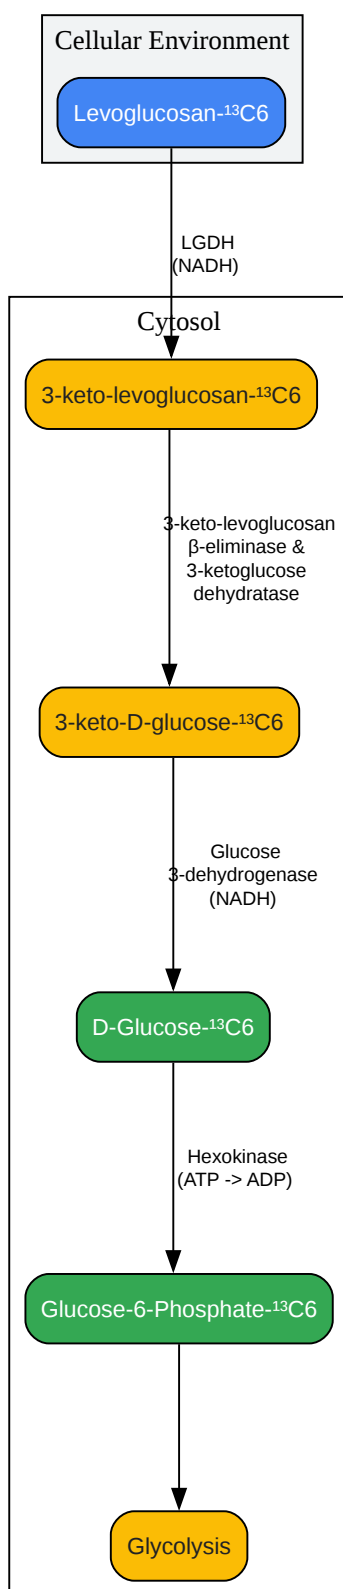 Cellular Environment
Levoglucosan-¹³C6
LGDH
(NADH)
Cytosol
3-keto-levoglucosan-¹³C6
3-keto-levoglucosan
β-eliminase &
3-ketoglucose
dehydratase
3-keto-D-glucose-¹³C6
Glucose
3-dehydrogenase
(NADH)
D-Glucose-¹³C6
Hexokinase
(ATP -> ADP)
Glucose-6-Phosphate-¹³C6
Glycolysis